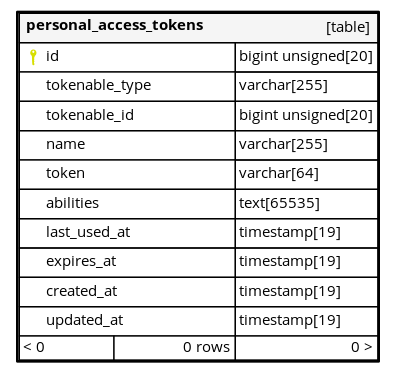 personal_access_tokens [table]
id bigint unsigned[20]
tokenable_type varchar[255]
tokenable_id bigint unsigned[20]
name varchar[255]
token varchar[64]
abilities text[65535]
last_used_at timestamp[19]
expires_at timestamp[19]
created_at timestamp[19]
updated_at timestamp[19]
< 0 0 rows 0 >